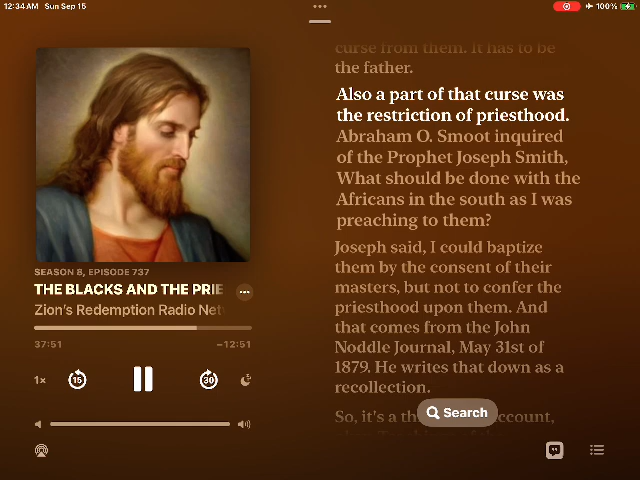 12:34 AM Sun Sep 15
100%
curse from them. It has to be
the father.
Also a part of that curse was
the restriction of priesthood.
Abraham O. Smoot inquired
of the Prophet Joseph Smith,
What should be done with the
Africans in the south as I was
preaching to them?
Joseph said, I could baptize
them by the consent of their
masters, but not to confer the
priesthood upon them. And
that comes from the John
Noddle Journal, May 31st of
1879. He writes that down as a
recollection.
So, it's a th
ccount,
Search
SEASON 8, EPISODE 737
THE BLACKS AND THE PRIE
Zion's Redemption Radio Net
37:51
-12:51
1×
15
30